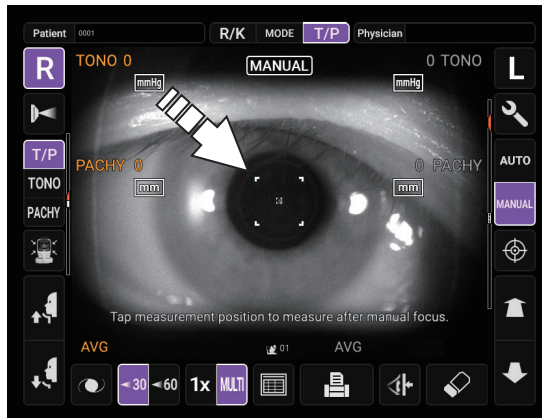 Patient 0001 R/K MODE T/P Physician
R TONO 0 MANUAL 0 TONO L
mmHg mmHg
T/P AUTO
PACHY 0 0 PACHY
TONO
mm mm
PACHY MANUAL
Tap measurement position to measure after manual focus.
AVG 01 AVG
30 60 1x MULTI